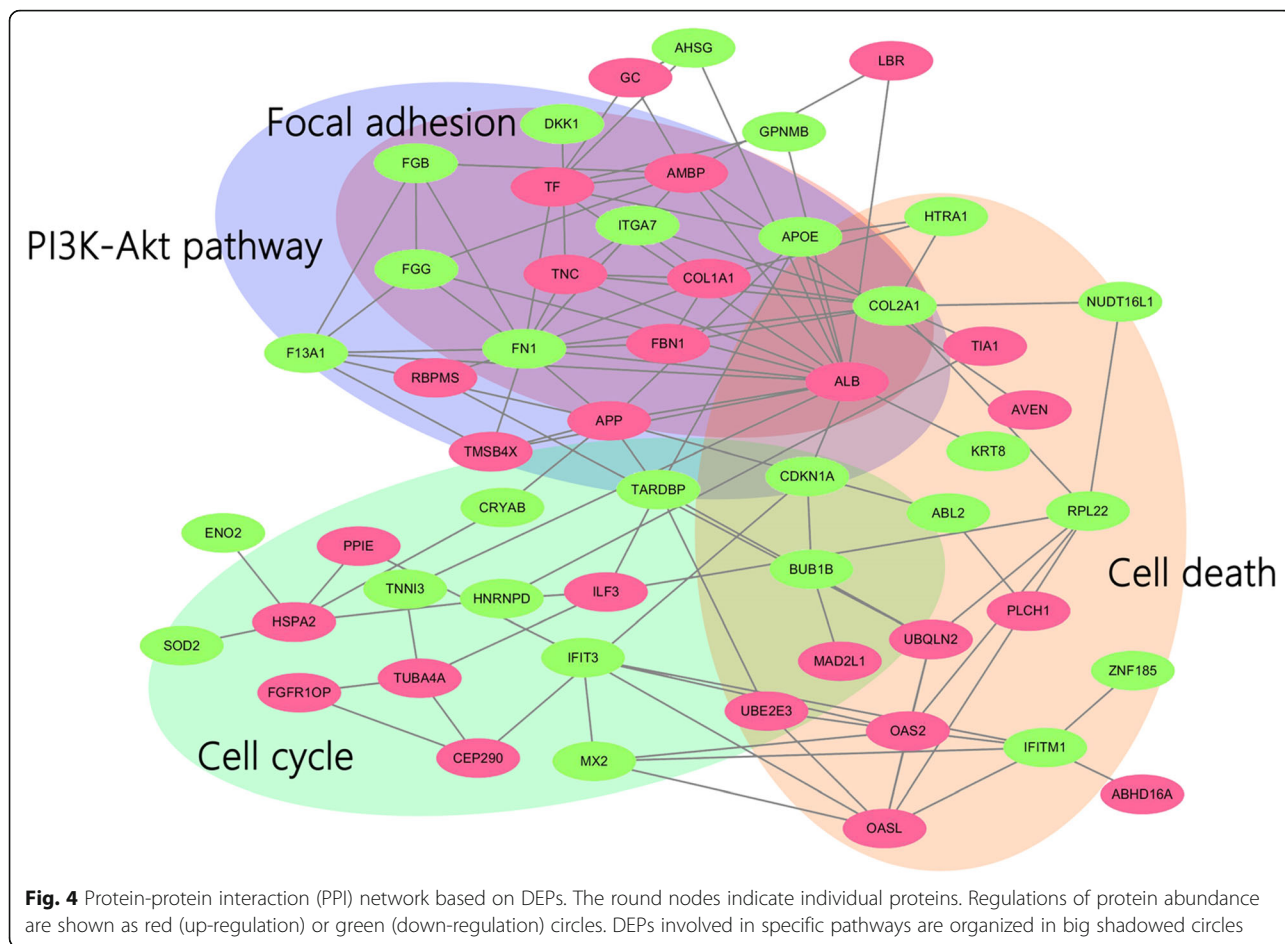 AHSG
LBR
GC
Focal adhesion
DKK1
GPNMB
FGB
AMBP
TF
HTRA1
ITGA7
APOE
PI3K-Akt pathway
FGG
TNC
COL1A1
COL2A1
NUDT16L1
F13A1
FN1
FBN1
TIA1
RBPMS
ALB
AVEN
APP
TMSB4X
KRT8
CDKN1A
TARDBP
CRYAB
ABL2
RPL22
ENO2
PPIE
BUB1B
Cell death
TNNI3
HNRNPD
ILF3
PLCH1
HSPA2
SOD2
UBQLN2
IFIT3
MAD2L1
ZNF185
TUBA4A
FGFR1OP
UBE2E3
OAS2
IFITM1
Cell cycle
CEP290
MX2
ABHD16A
OASL
Fig. 4 Protein-protein interaction (PPI) network based on DEPs. The round nodes indicate individual proteins. Regulations of protein abundance
are shown as red (up-regulation) or green (down-regulation) circles. DEPs involved in specific pathways are organized in big shadowed circles